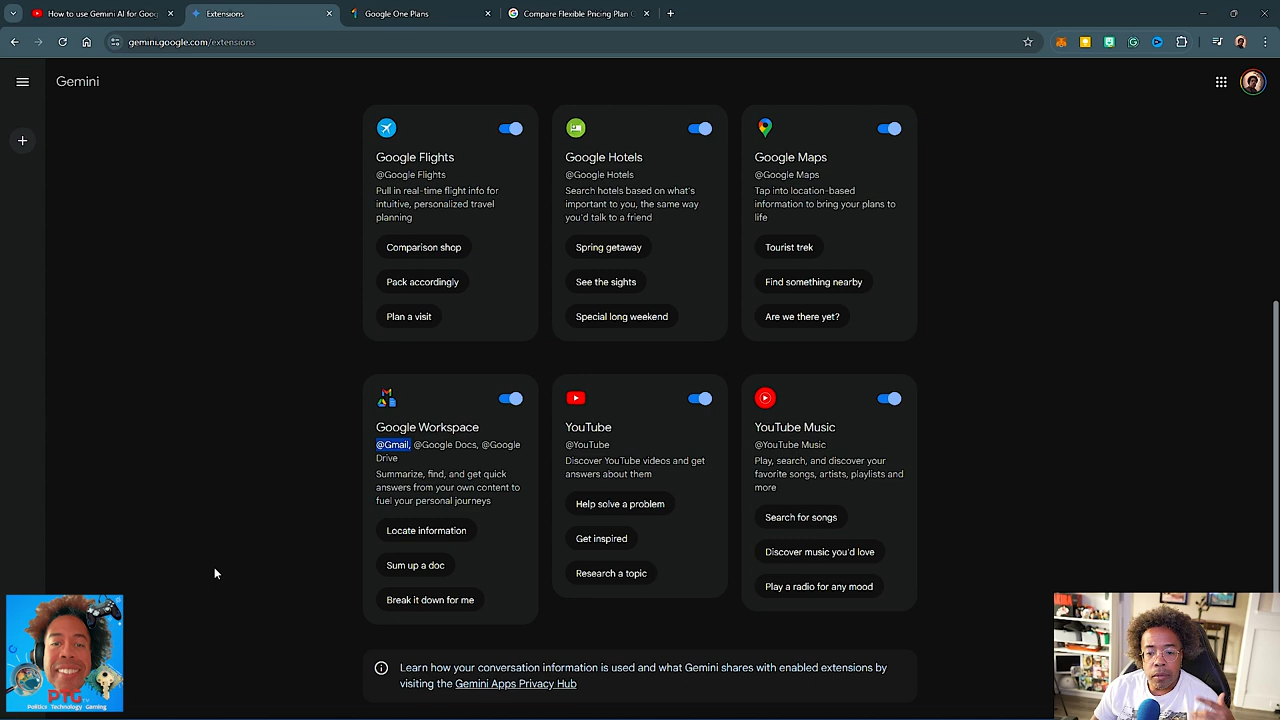 How to use Gemini AI for Goog
Extensions
Google One Plans
Compare Flexible Pricing Plan O
gemini.google.com/extensions
Gemini
Google Flights
@Google Flights
Pull in real-time flight info for
intuitive, personalized travel
planning
Comparison shop
Pack accordingly
Plan a visit
Google Hotels
@Google Hotels
Search hotels based on what's
important to you, the same way
you'd talk to a friend
Spring getaway
See the sights
Special long weekend
Google Maps
@Google Maps
Tap into location-based
information to bring your plans to
life
Tourist trek
Find something nearby
Are we there yet?
Google Workspace
@Gmail, @Google Docs, @Google
Drive
Summarize, find, and get quick
answers from your own content to
fuel your personal journeys
Locate information
Sum up a doc
Break it down for me
YouTube
@YouTube
Discover YouTube videos and get
answers about them
Help solve a problem
Get inspired
Research a topic
YouTube Music
@YouTube Music
Play, search, and discover your
favorite songs, artists, playlists and
more
Search for songs
Discover music you'd love
Play a radio for any mood
Learn how your conversation information is used and what Gemini shares with enabled extensions by
visiting the Gemini Apps Privacy Hub
PTG
Politics Technology Gaming